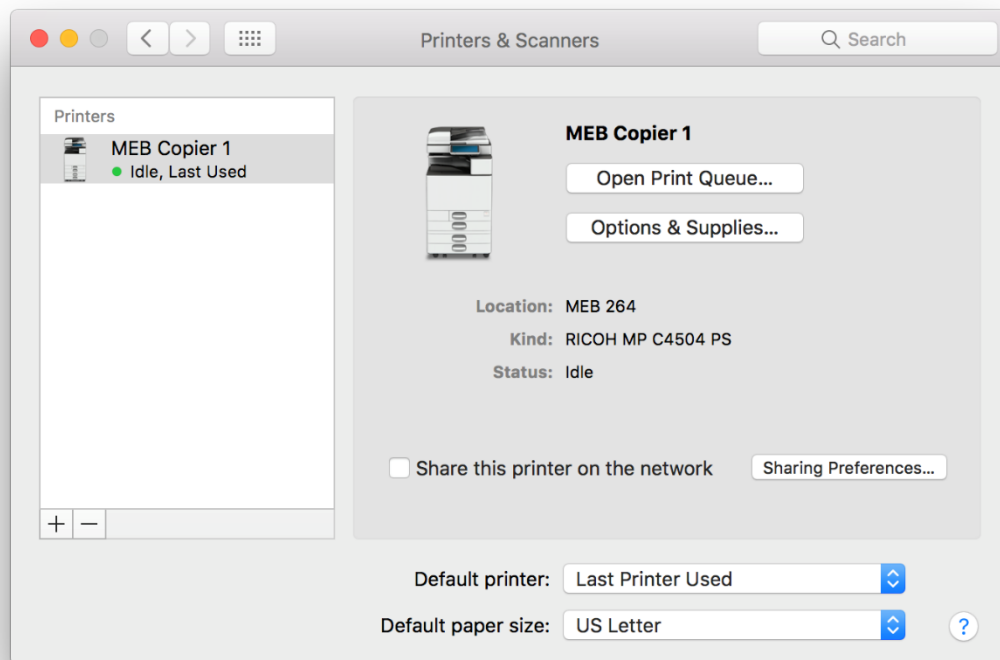 Printers & Scanners
Search
Printers
MEB Copier 1
Idle, Last Used
MEB Copier 1
Open Print Queue...
Options & Supplies...
Location: MEB 264
Kind: RICOH MP C4504 PS
Status: Idle
Share this printer on the network
Sharing Preferences...
+ −
Default printer: Last Printer Used
Default paper size: US Letter
?